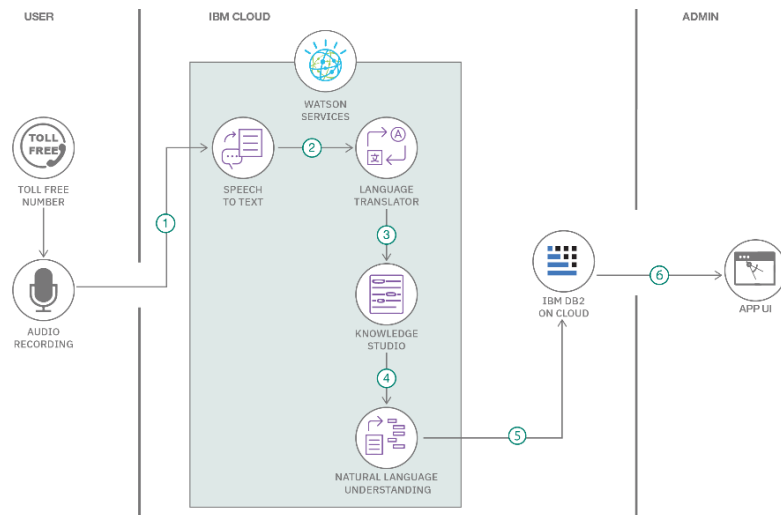 USER
IBM CLOUD
ADMIN
WATSON
SERVICES
TOLL
FREE
TOLL FREE
NUMBER
AUDIO
RECORDING
1
SPEECH
TO TEXT
2
A
文
LANGUAGE
TRANSLATOR
3
KNOWLEDGE
STUDIO
4
NATURAL LANGUAGE
UNDERSTANDING
5
IBM DB2
ON CLOUD
6
APP UI